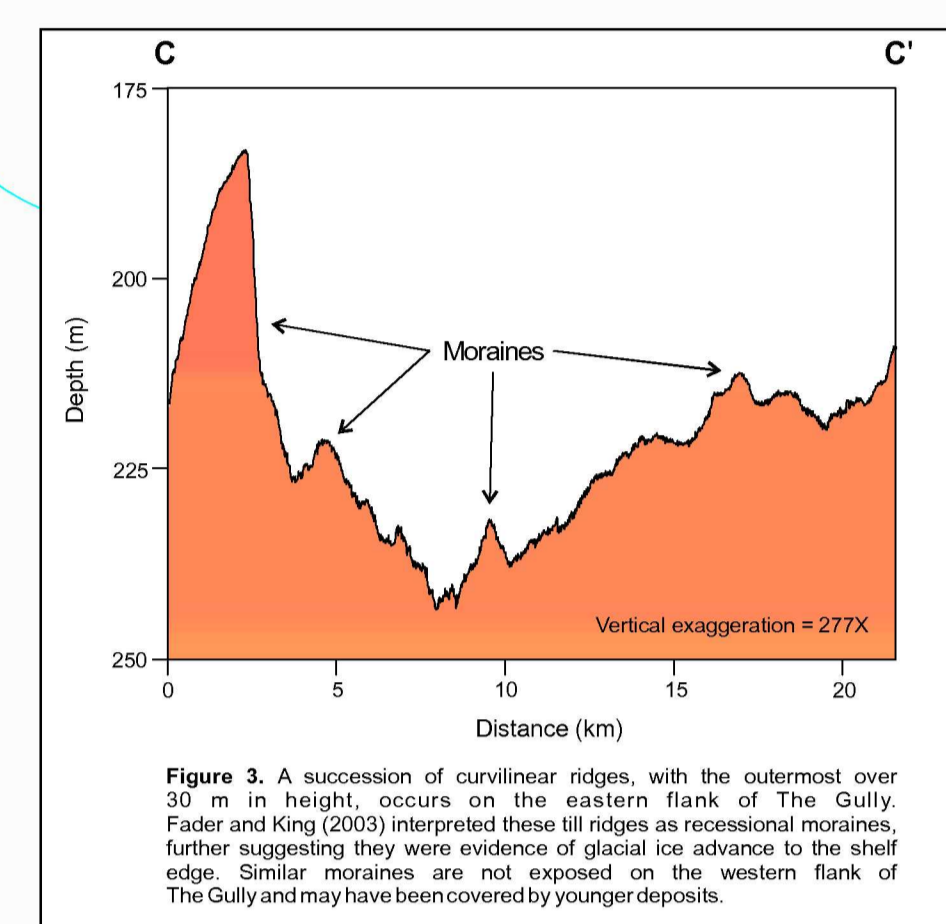 C C'
175
200
225
250
Depth (m)
Moraines
Vertical exaggeration = 277X
0 5 10 15 20
Distance (km)
Figure 3. A succession of curvilinear ridges, with the outermost over
30 m in height, occurs on the eastern flank of The Gully.
Fader and King (2003) interpreted these till ridges as recessional moraines,
further suggesting they were evidence of glacial ice advance to the shelf
edge. Similar moraines are not exposed on the western flank of
The Gully and may have been covered by younger deposits.